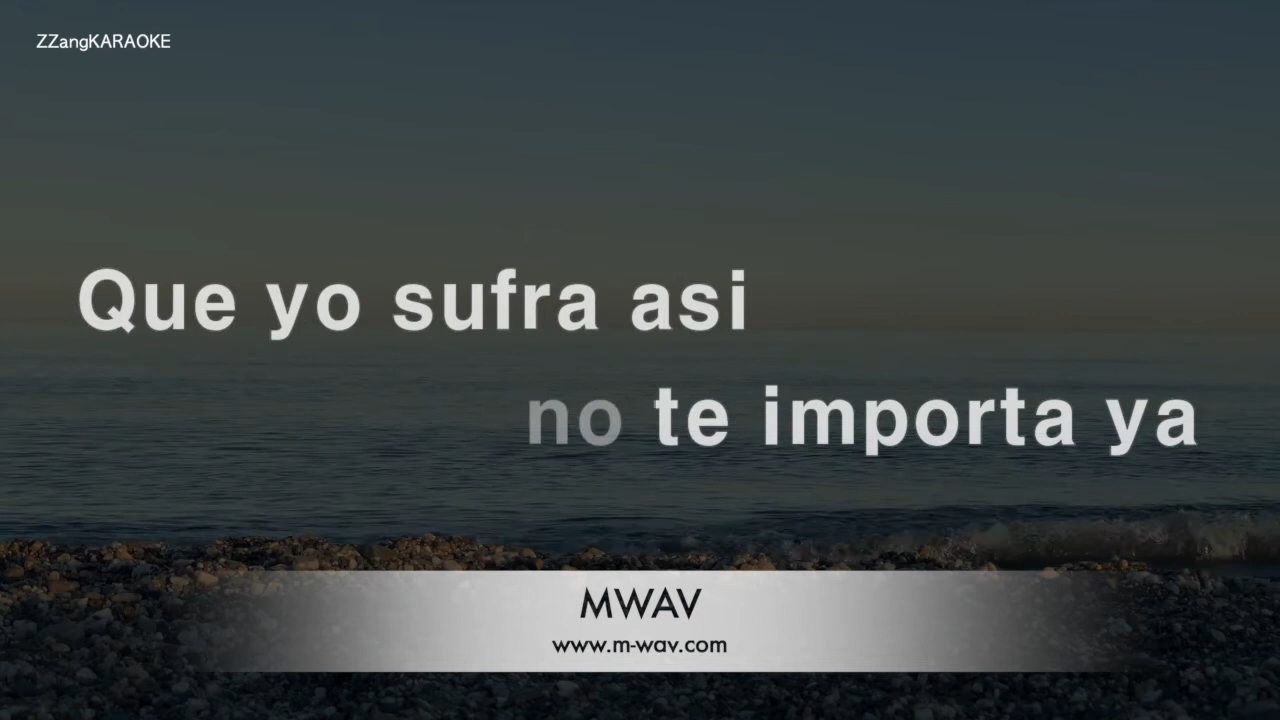 ZZangKARAOKE
Que yo sufra asi
no te importa ya
MWAV
www.m-wav.com